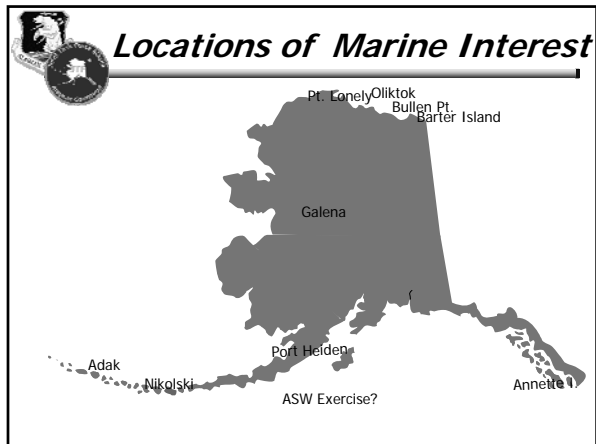 Locations of Marine Interest
Pt. Lonely
Oliktok
Bullen Pt.
Barter Island
Galena
Port Heiden
Adak
Nikolski
Annette I.
ASW Exercise?